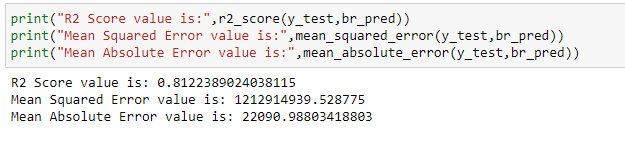 print("R2 Score value is:",r2_score(y_test,br_pred))
print("Mean Squared Error value is:",mean_squared_error(y_test,br_pred))
print("Mean Absolute Error value is:",mean_absolute_error(y_test,br_pred))
R2 Score value is: 0.8122389024038115
Mean Squared Error value is: 1212914939.528775
Mean Absolute Error value is: 22090.98803418803